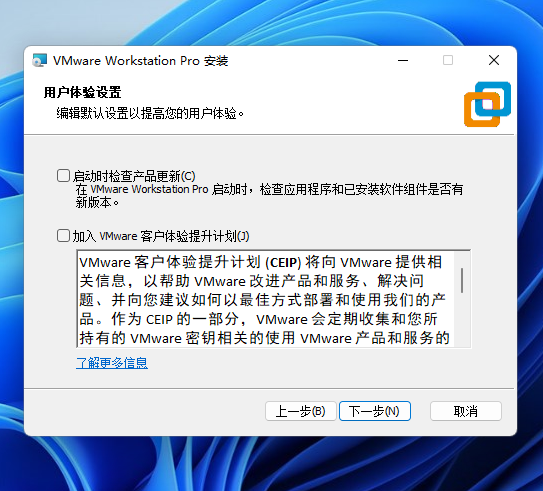 VMware Workstation Pro 安装
用户体验设置
编辑默认设置以提高您的用户体验。
启动时检查产品更新(C)
在 VMware Workstation Pro 启动时，检查应用程序和已安装软件组件是否有
新版本。
加入 VMware 客户体验提升计划(J)
VMware 客户体验提升计划 (CEIP) 将向 VMware 提供相
关信息，以帮助 VMware 改进产品和服务、解决问
题、并向您建议如何以最佳方式部署和使用我们的产
品。作为 CEIP 的一部分，VMware 会定期收集和您所
持有的 VMware 密钥相关的使用 VMware 产品和服务的
了解更多信息
上一步(B) 下一步(N) 取消